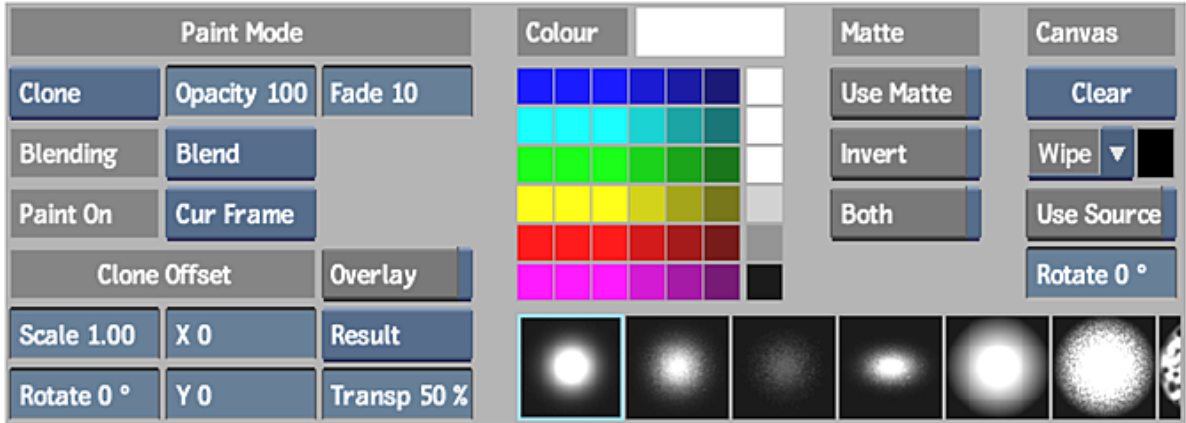 Paint Mode Colour Matte Canvas
Clone Opacity 100 Fade 10 Use Matte Clear
Blending Blend Invert Wipe
Paint On Cur Frame Both Use Source
Clone Offset Overlay Rotate 0 °
Scale 1.00 X 0 Result
Rotate 0 ° Y 0 Transp 50 %